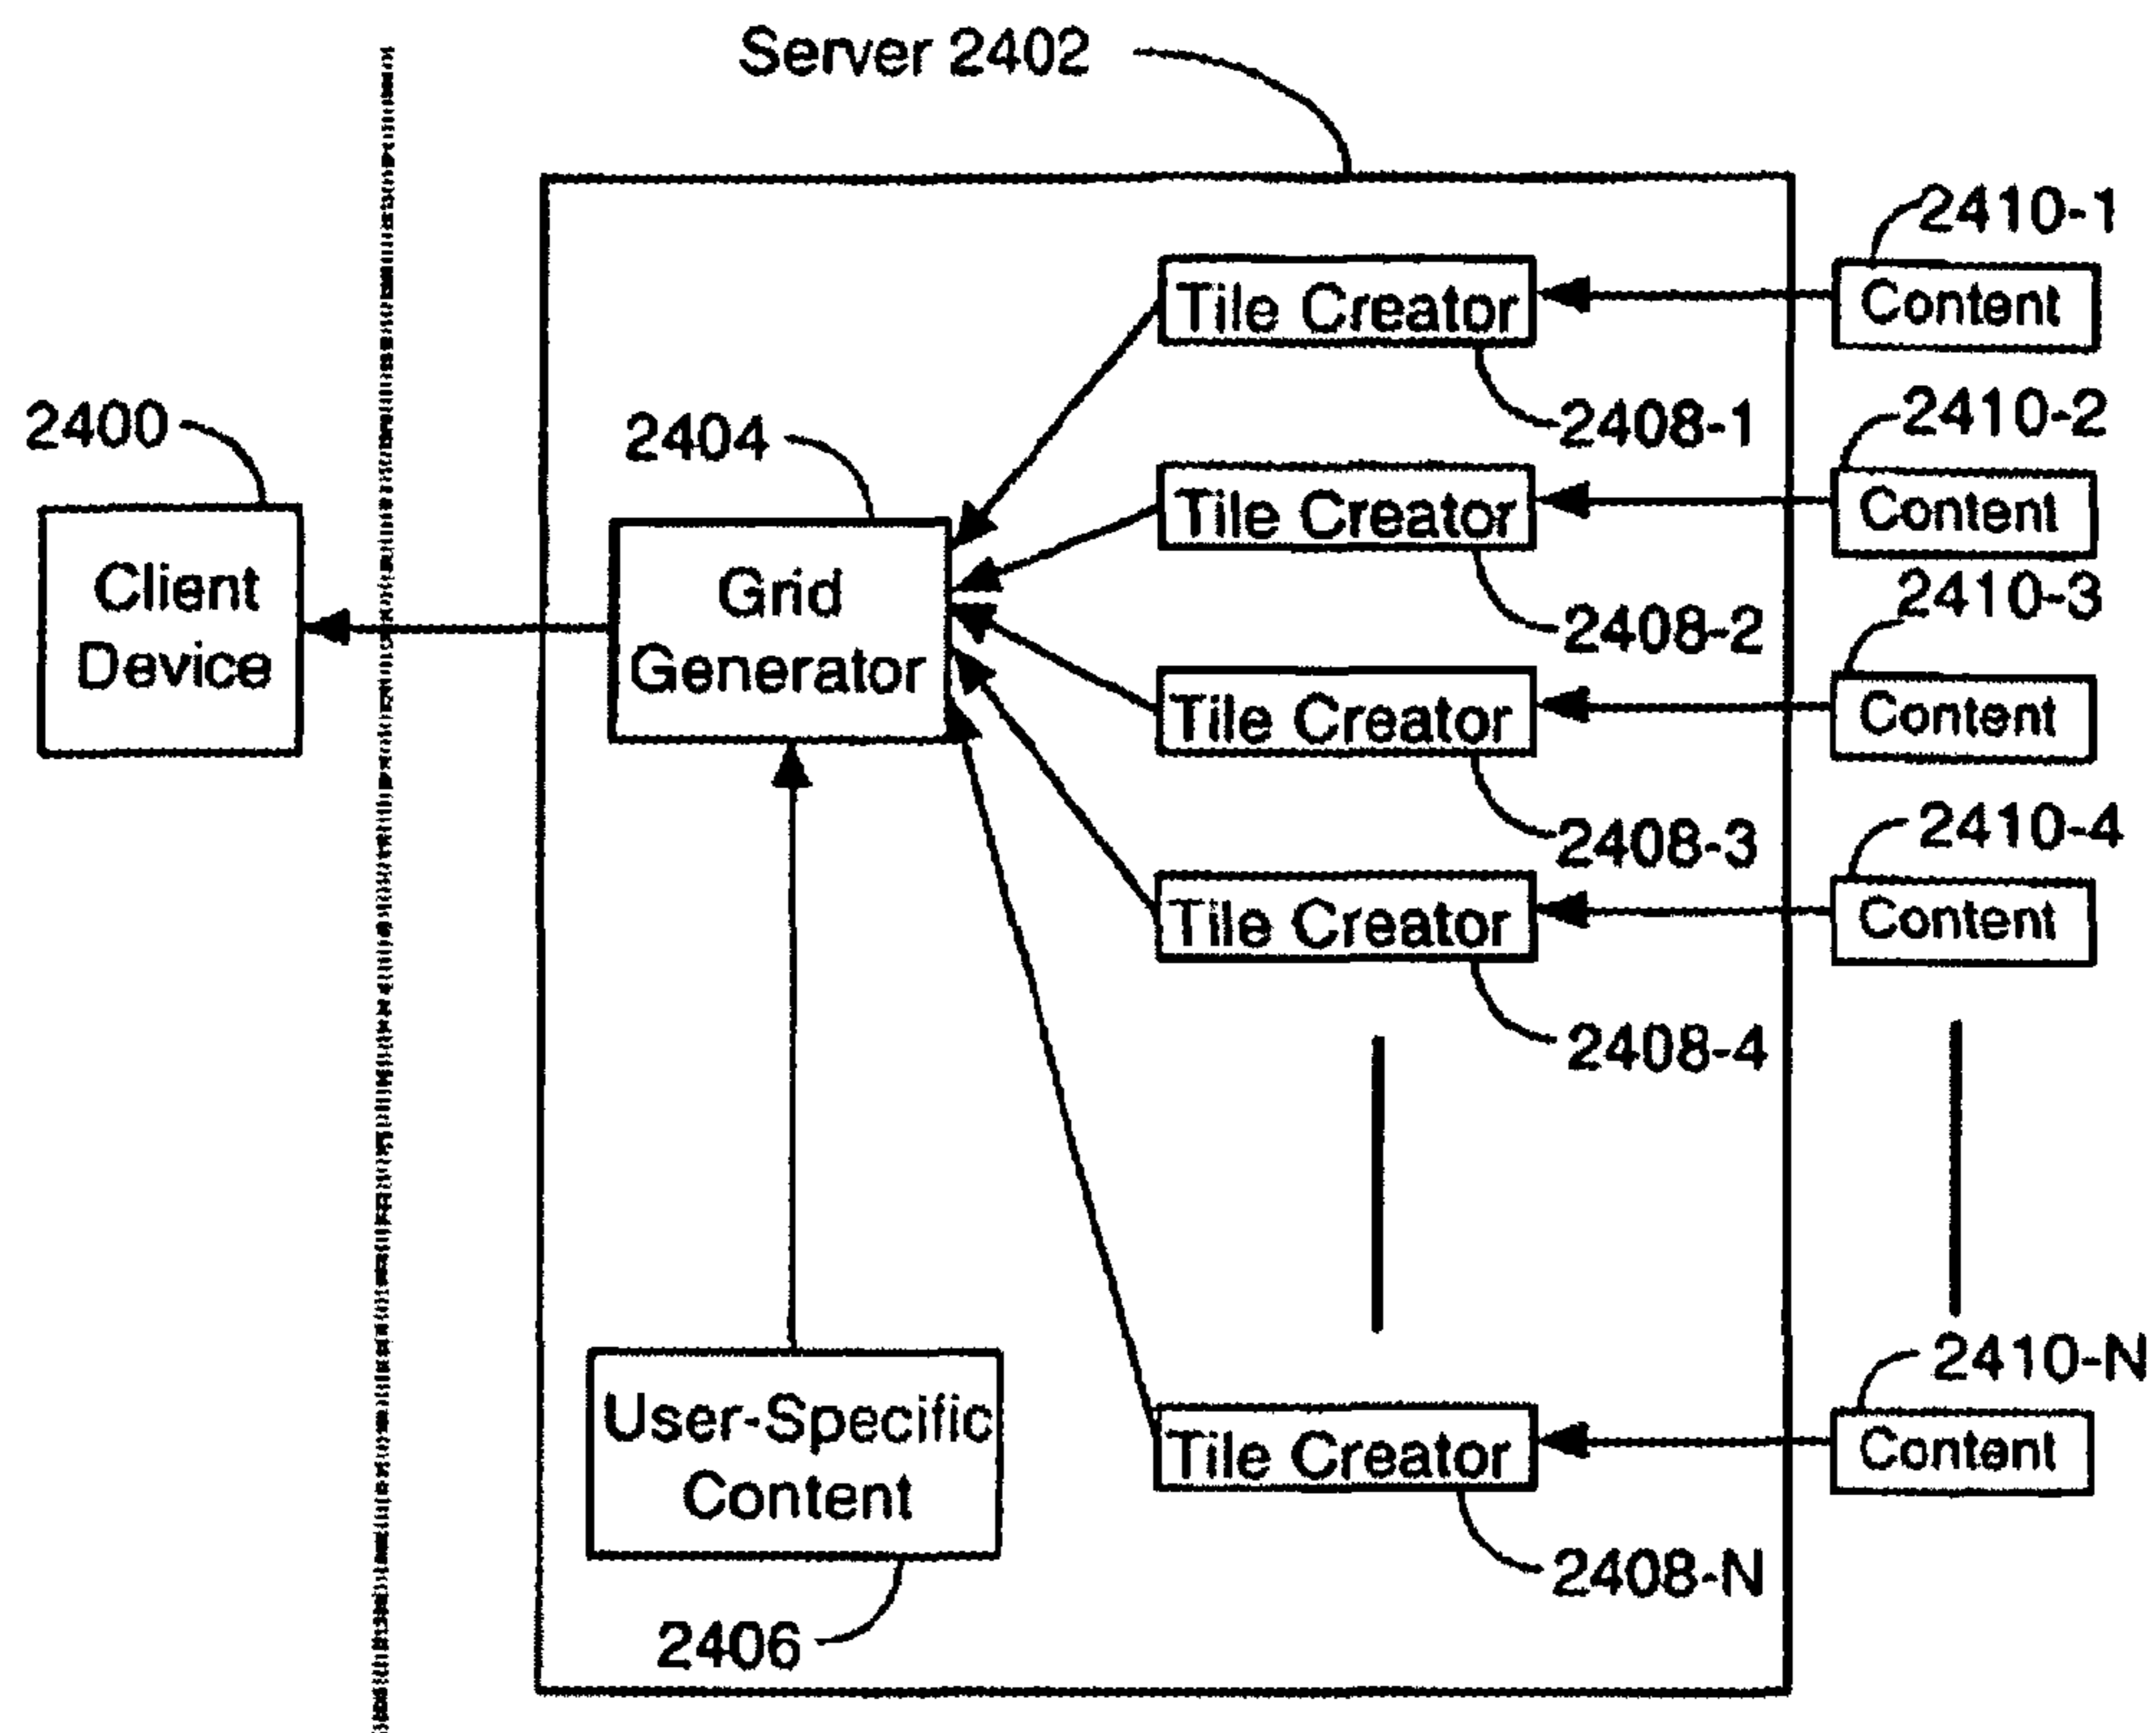 Server 2402
2410-1
Content
Tile Creator
2408-1
2410-2
Content
Tile Creator
2408-2
2400
2404
Client
Device
Grid
Generator
2410-3
Content
Tile Creator
2408-3
2410-4
Content
Tile Creator
2408-4
2410-N
Content
Tile Creator
2408-N
User-Specific
Content
2406